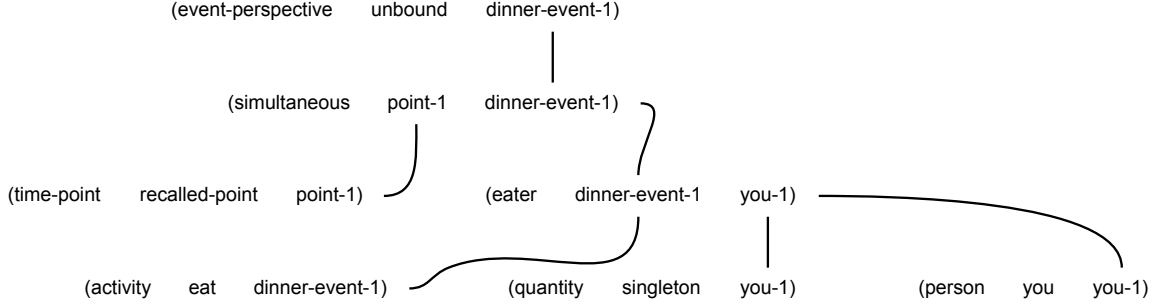 (event-perspective unbound dinner-event-1)
(simultaneous point-1 dinner-event-1)
(time-point recalled-point point-1) (eater dinner-event-1 you-1)
(activity eat dinner-event-1) (quantity singleton you-1) (person you you-1)